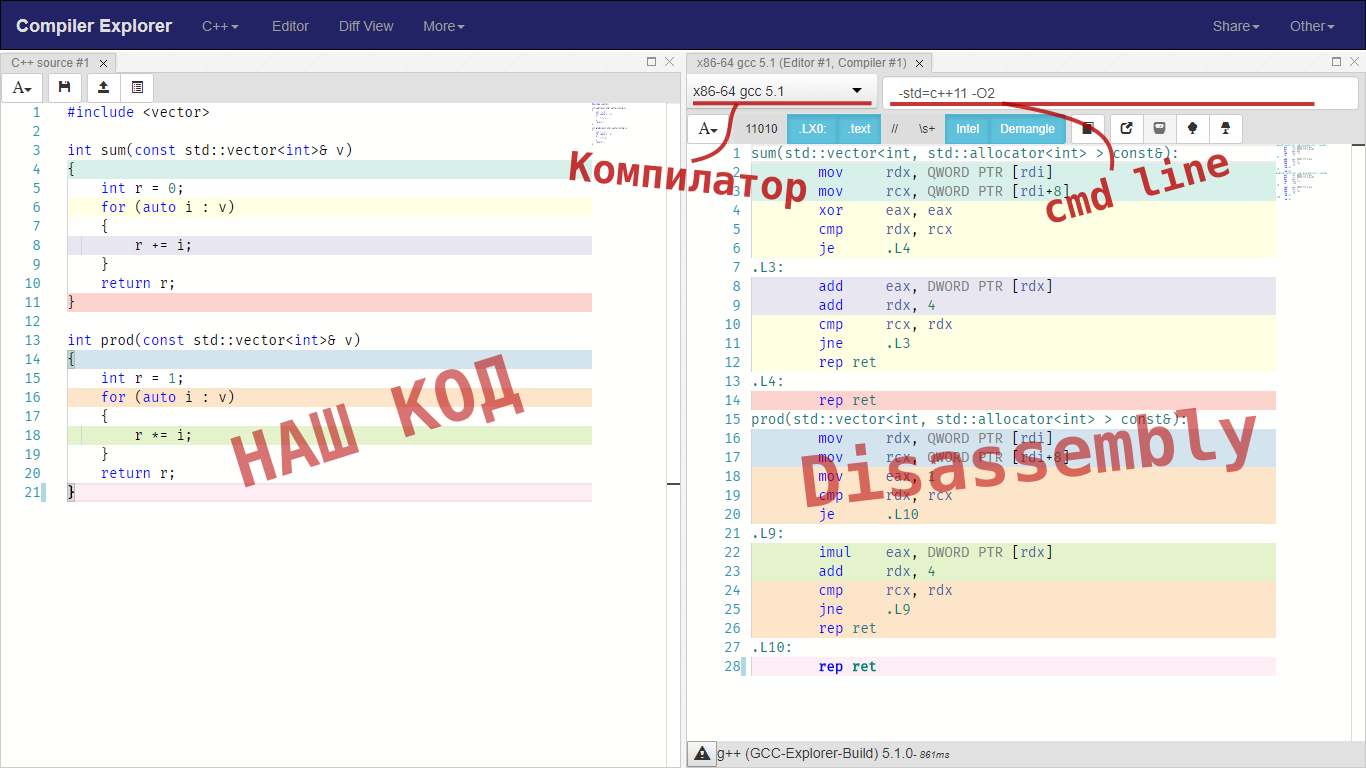 Compiler Explorer C++ Editor Diff View More Share Other
C++ source #1
A
1 #include <vector>
2
3 int sum(const std::vector<int>& v)
4 {
5 int r = 0;
6 for (auto i : v)
7 {
8 r += i;
9 }
10 return r;
11 }
12
13 int prod(const std::vector<int>& v)
14 {
15 int r = 1;
16 for (auto i : v)
17 {
18 r *= i;
19 }
20 return r;
21 }
НАШ КОД
x86-64 gcc 5.1 (Editor #1, Compiler #1)
x86-64 gcc 5.1 -std=c++11 -O2
A 11010 .LX0: .text // \s+ Intel Demangle
Компилатор
cmd line
1 sum(std::vector<int, std::allocator<int> > const&):
2 mov rdx, QWORD PTR [rdi]
3 mov rcx, QWORD PTR [rdi+8]
4 xor eax, eax
5 cmp rdx, rcx
6 je .L4
7 .L3:
8 add eax, DWORD PTR [rdx]
9 add rdx, 4
10 cmp rcx, rdx
11 jne .L3
12 rep ret
13 .L4:
14 rep ret
15 prod(std::vector<int, std::allocator<int> > const&):
16 mov rdx, QWORD PTR [rdi]
17 mov rcx, QWORD PTR [rdi+8]
18 mov eax, 1
19 cmp rdx, rcx
20 je .L10
21 .L9:
22 imul eax, DWORD PTR [rdx]
23 add rdx, 4
24 cmp rcx, rdx
25 jne .L9
26 rep ret
27 .L10:
28 rep ret
Disassembly
g++ (GCC-Explorer-Build) 5.1.0- 861ms